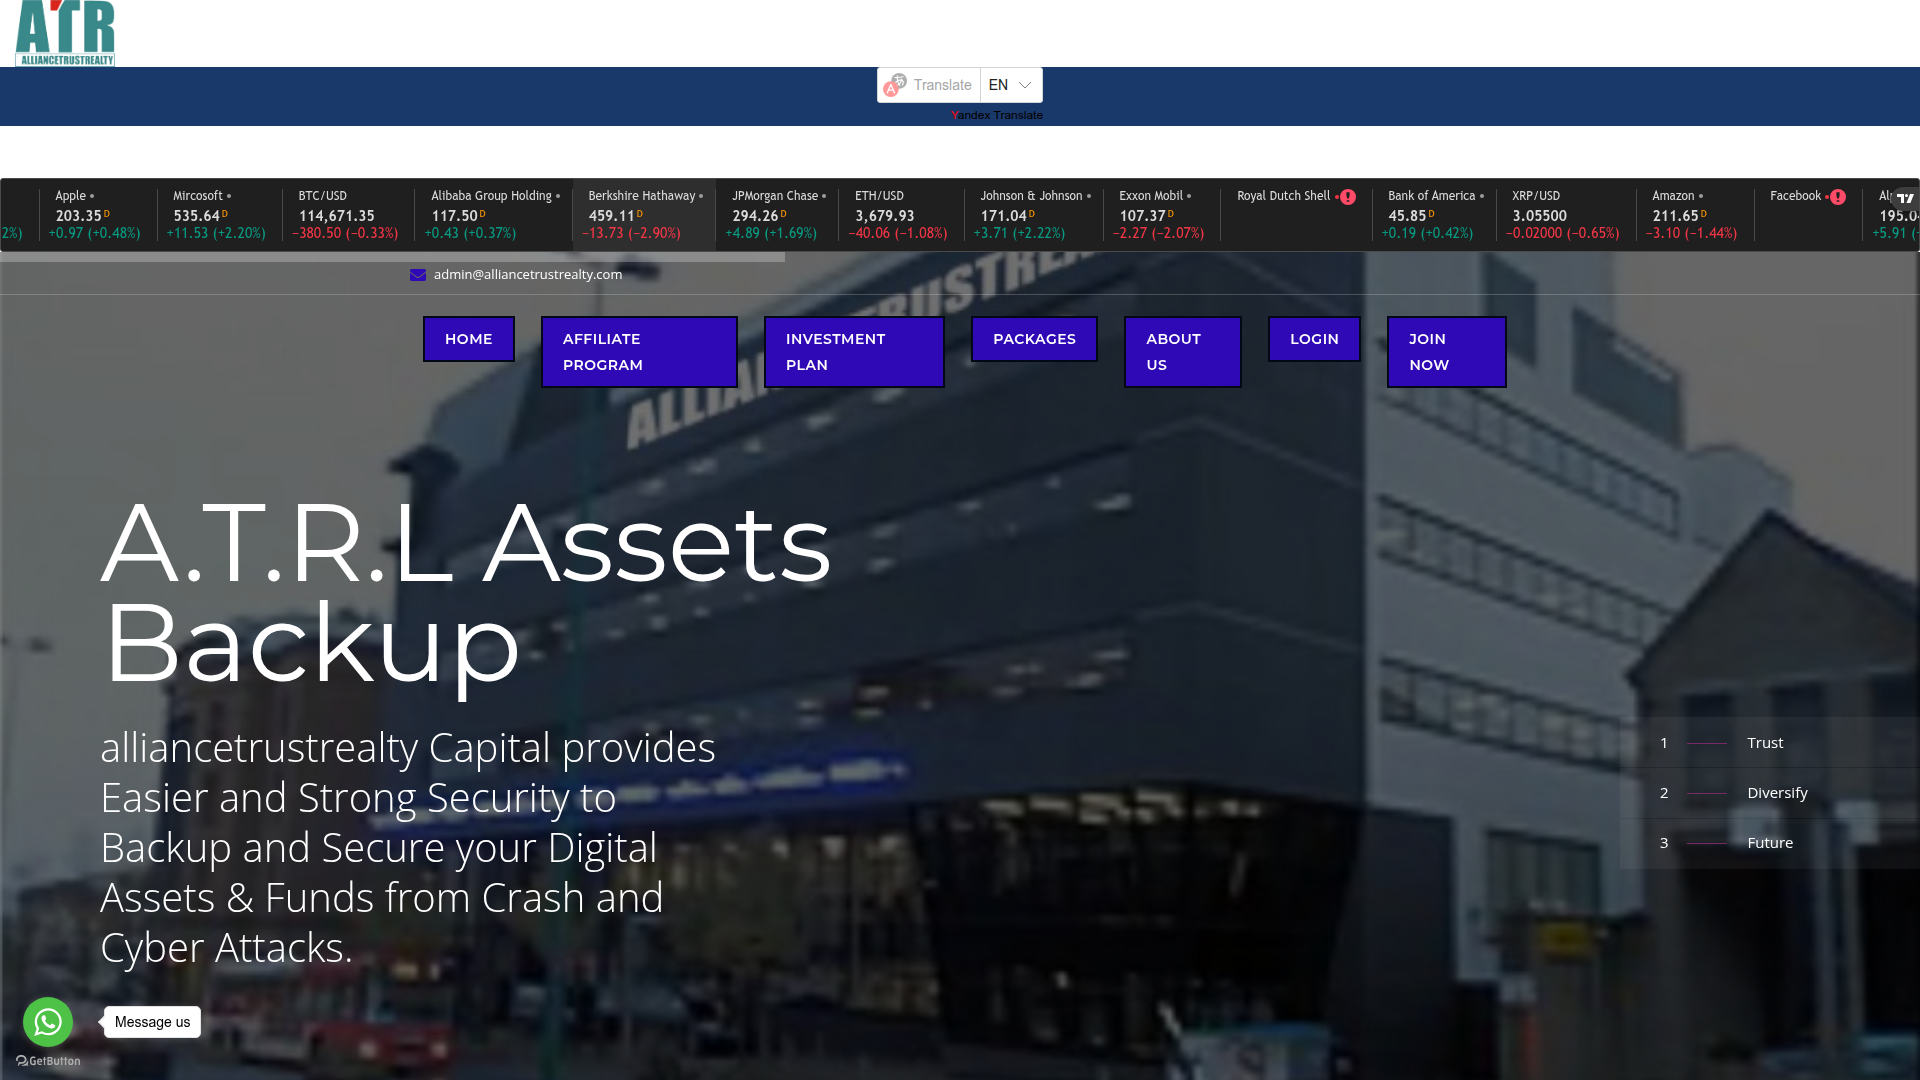 ATR
ALLIANCETRUSTREALTY
Translate EN
Yandex Translate
Apple Mircosoft BTC/USD Alibaba Group Holding Berkshire Hathaway JPMorgan Chase ETH/USD Johnson & Johnson Exxon Mobil Royal Dutch Shell Bank of America XRP/USD Amazon Facebook
203.35 D 535.64 D 114,671.35 117.50 D 459.11 D 294.26 D 3,679.93 171.04 D 107.37 D 45.85 D 3.05500 211.65 D 195.0
2%) +0.97 (+0.48%) +11.53 (+2.20%) −380.50 (−0.33%) +0.43 (+0.37%) −13.73 (−2.90%) +4.89 (+1.69%) −40.06 (−1.08%) +3.71 (+2.22%) −2.27 (−2.07%) +0.19 (+0.42%) −0.02000 (−0.65%) −3.10 (−1.44%) +5.91 (
admin@alliancetrustrealty.com
HOME
AFFILIATE
PROGRAM
INVESTMENT
PLAN
PACKAGES
ABOUT
US
LOGIN
JOIN
NOW
A.T.R.L Assets
Backup
alliancetrustrealty Capital provides
Easier and Strong Security to
Backup and Secure your Digital
Assets & Funds from Crash and
Cyber Attacks.
1 Trust
2 Diversify
3 Future
Message us
GetButton